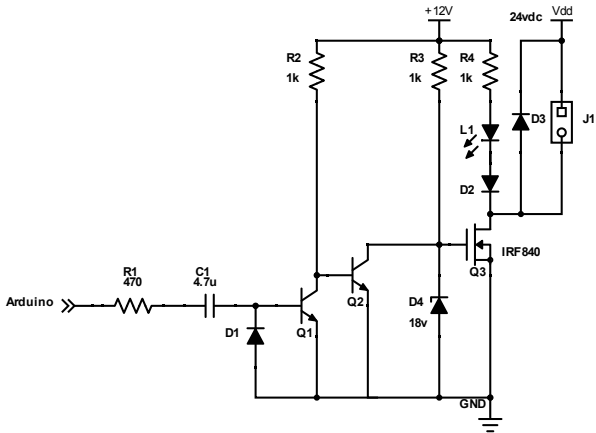 +12V
24vdc
Vdd
R2
1k
R3
1k
R4
1k
L1
D3
J1
D2
IRF840
Q3
R1
470
C1
4.7u
Arduino
Q2
D4
18v
D1
Q1
GND